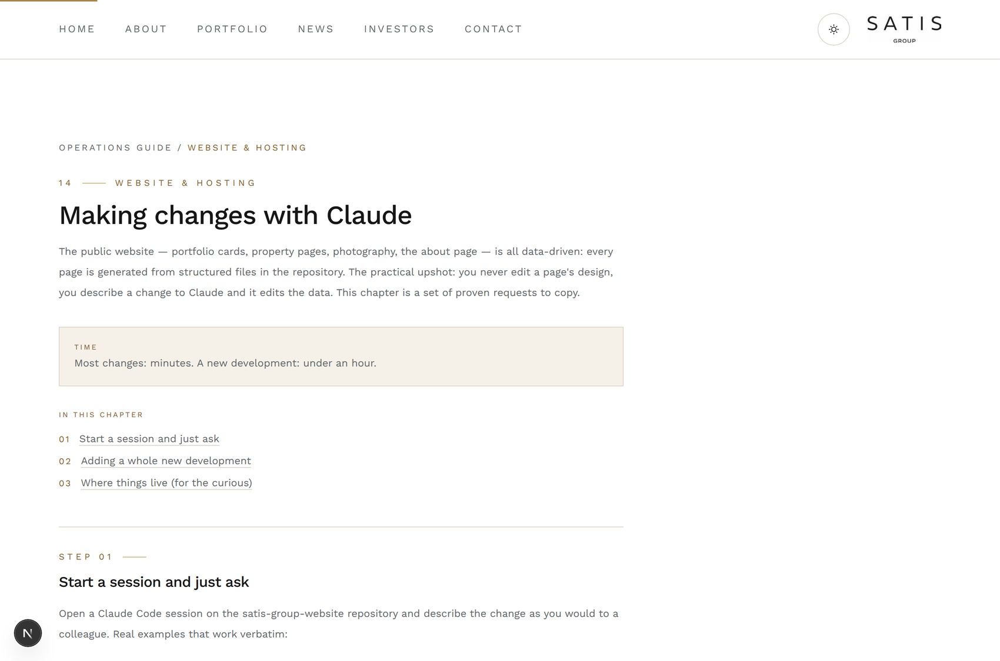 HOME ABOUT PORTFOLIO NEWS INVESTORS CONTACT
SATIS
GROUP
OPERATIONS GUIDE / WEBSITE & HOSTING
14 WEBSITE & HOSTING
Making changes with Claude
The public website — portfolio cards, property pages, photography, the about page — is all data-driven: every
page is generated from structured files in the repository. The practical upshot: you never edit a page's design,
you describe a change to Claude and it edits the data. This chapter is a set of proven requests to copy.
TIME
Most changes: minutes. A new development: under an hour.
IN THIS CHAPTER
01 Start a session and just ask
02 Adding a whole new development
03 Where things live (for the curious)
STEP 01
Start a session and just ask
Open a Claude Code session on the satis-group-website repository and describe the change as you would to a
colleague. Real examples that work verbatim:
N